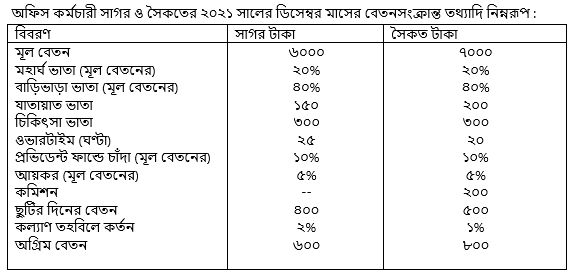 অফিস কর্মচারী সাগর ও সৈকতের ২০২১ সালের ডিসেম্বর মাসের বেতনসংক্রান্ত তথ্যাদি নিম্নরূপ :
বিবরণ সাগর টাকা সৈকত টাকা
মূল বেতন ৬০০০ ৭০০০
মহার্ঘ ভাতা (মূল বেতনের) ২০% ২০%
বাড়িভাড়া ভাতা (মূল বেতনের) ৪০% ৪০%
যাতায়াত ভাতা ১৫০ ২০০
চিকিৎসা ভাতা ৩০০ ৩০০
ওভারটাইম (ঘণ্টা) ২৫ ২০
প্রভিডেন্ট ফান্ডে চাঁদা (মূল বেতনের) ১০% ১০%
আয়কর (মূল বেতনের) ৫% ৫%
কমিশন -- ২০০
ছুটির দিনের বেতন ৪০০ ৫০০
কল্যাণ তহবিলে কর্তন ২% ১%
অগ্রিম বেতন ৬০০ ৮০০